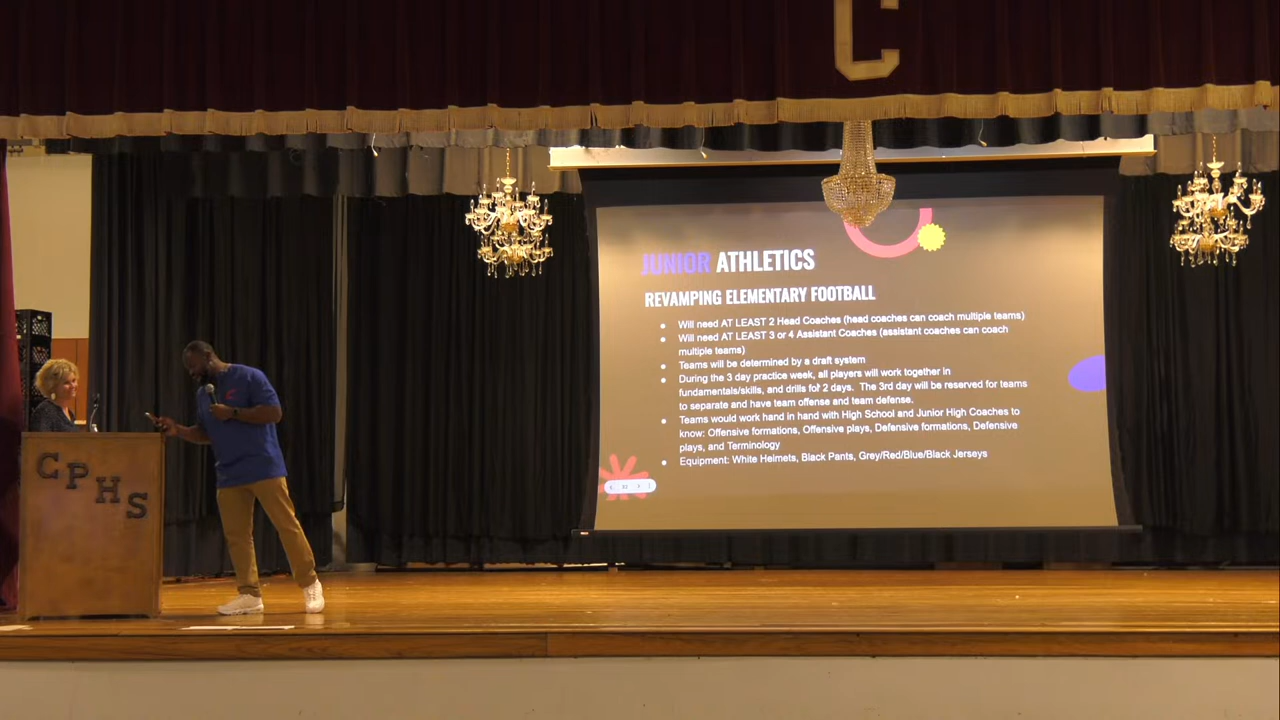 C
JUNIOR ATHLETICS
REVAMPING ELEMENTARY FOOTBALL
● Will need AT LEAST 2 Head Coaches (head coaches can coach multiple teams)
● Will need AT LEAST 3 or 4 Assistant Coaches (assistant coaches can coach
multiple teams)
● Teams will be determined by a draft system
● During the 3 day practice week, all players will work together in
fundamentals/skills, and drills for 2 days. The 3rd day will be reserved for teams
to separate and have team offense and team defense.
● Teams would work hand in hand with High School and Junior High Coaches to
know: Offensive formations, Offensive plays, Defensive formations, Defensive
plays, and Terminology
● Equipment: White Helmets, Black Pants, Grey/Red/Blue/Black Jerseys
CPHS